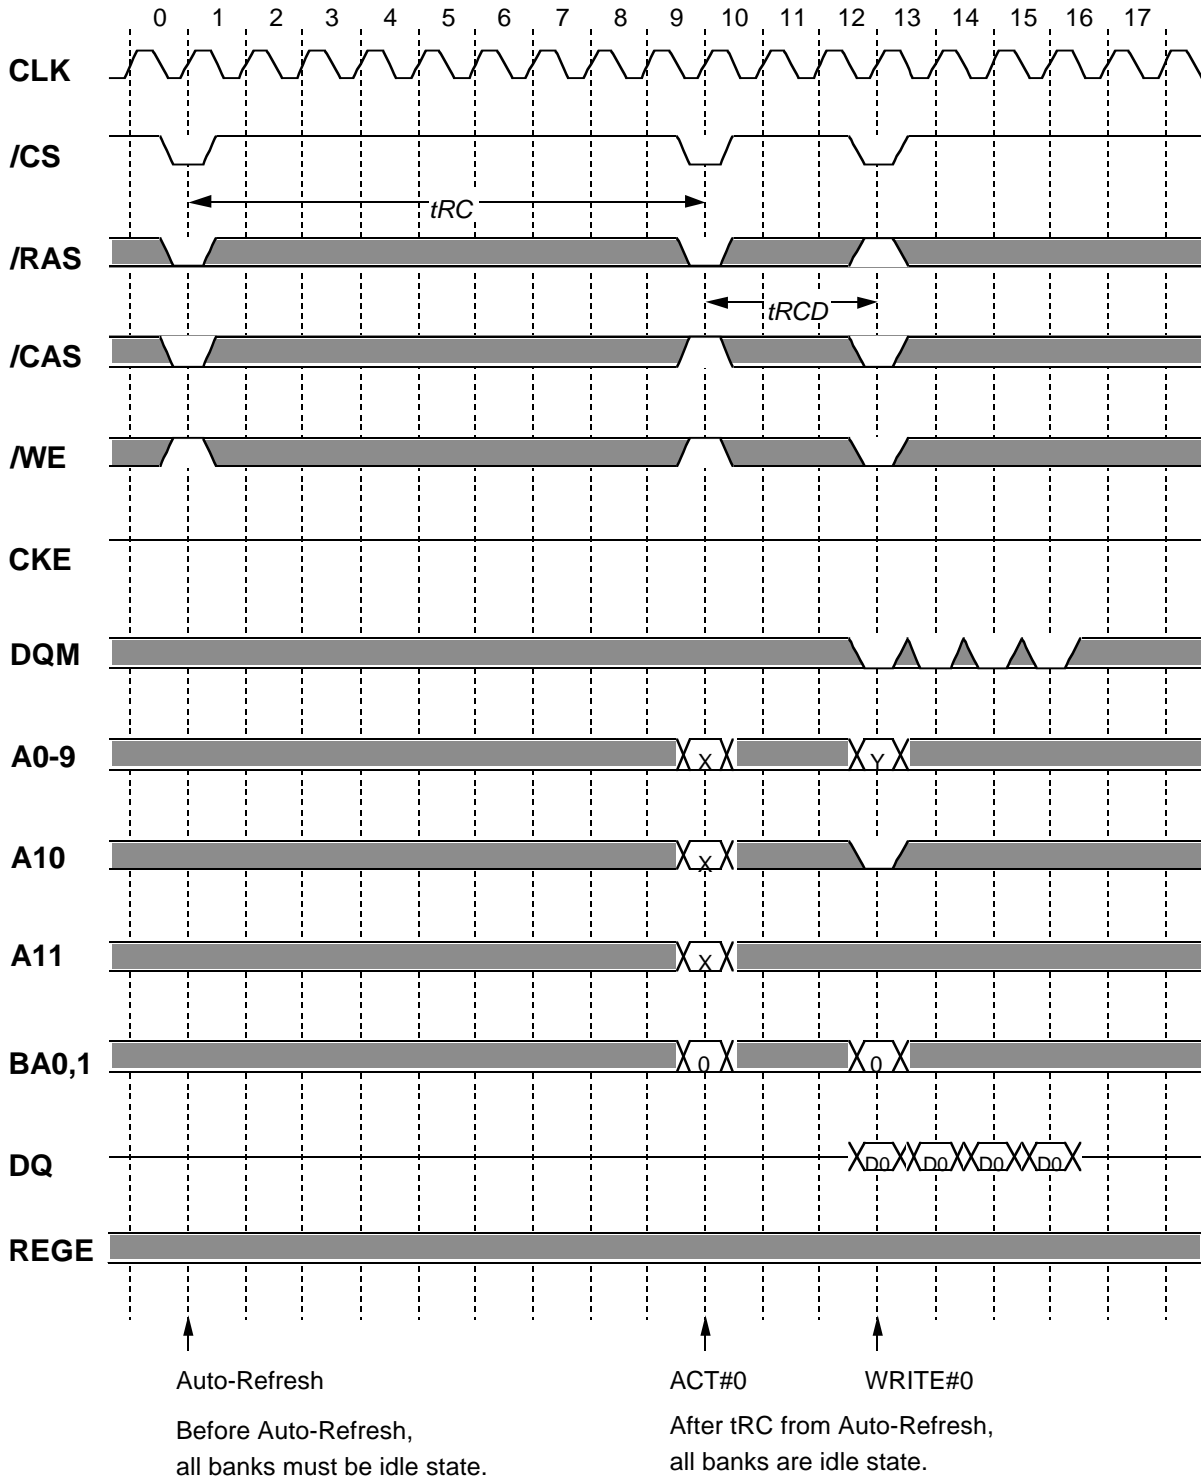 0 1 2 3 4 5 6 7 8 9 10 11 12 13 14 15 16 17
CLK
/CS
tRC
/RAS
tRCD
/CAS
/WE
CKE
DQM
A0-9 X Y
A10 X
A11 X
BA0,1 0 0
DQ D0 D0 D0 D0
REGE
Auto-Refresh ACT#0 WRITE#0
Before Auto-Refresh,
all banks must be idle state.
After tRC from Auto-Refresh,
all banks are idle state.